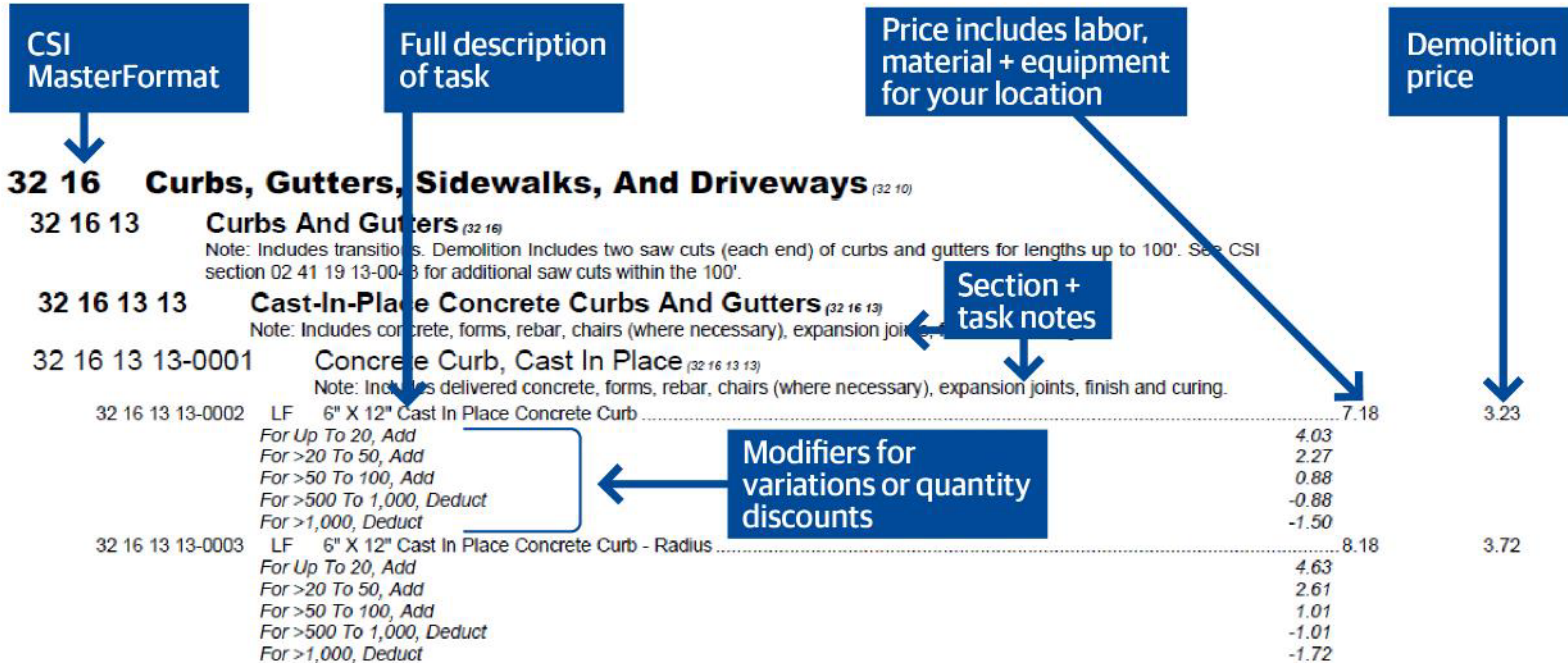 CSI
MasterFormat
Full description
of task
Price includes labor,
material + equipment
for your location
Demolition
price
32 16 Curbs, Gutters, Sidewalks, And Driveways (32 10)
32 16 13 Curbs And Gutters (32 16)
Note: Includes transitions. Demolition Includes two saw cuts (each end) of curbs and gutters for lengths up to 100'. See CSI
section 02 41 19 13-0043 for additional saw cuts within the 100'.
Section +
task notes
32 16 13 13 Cast-In-Place Concrete Curbs And Gutters (32 16 13)
Note: Includes concrete, forms, rebar, chairs (where necessary), expansion joints,
32 16 13 13-0001 Concrete Curb, Cast In Place (32 16 13 13)
Note: Includes delivered concrete, forms, rebar, chairs (where necessary), expansion joints, finish and curing.
32 16 13 13-0002 LF 6" X 12" Cast In Place Concrete Curb 7.18 3.23
For Up To 20, Add 4.03
For >20 To 50, Add 2.27
For >50 To 100, Add 0.88
For >500 To 1,000, Deduct -0.88
For >1,000, Deduct -1.50
Modifiers for
variations or quantity
discounts
32 16 13 13-0003 LF 6" X 12" Cast In Place Concrete Curb - Radius 8.18 3.72
For Up To 20, Add 4.63
For >20 To 50, Add 2.61
For >50 To 100, Add 1.01
For >500 To 1,000, Deduct -1.01
For >1,000, Deduct -1.72